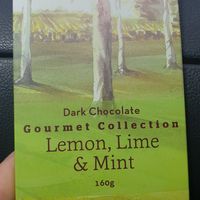 Dark Chocolate
Gourmet Collection
Lemon, Lime
& Mint
160g